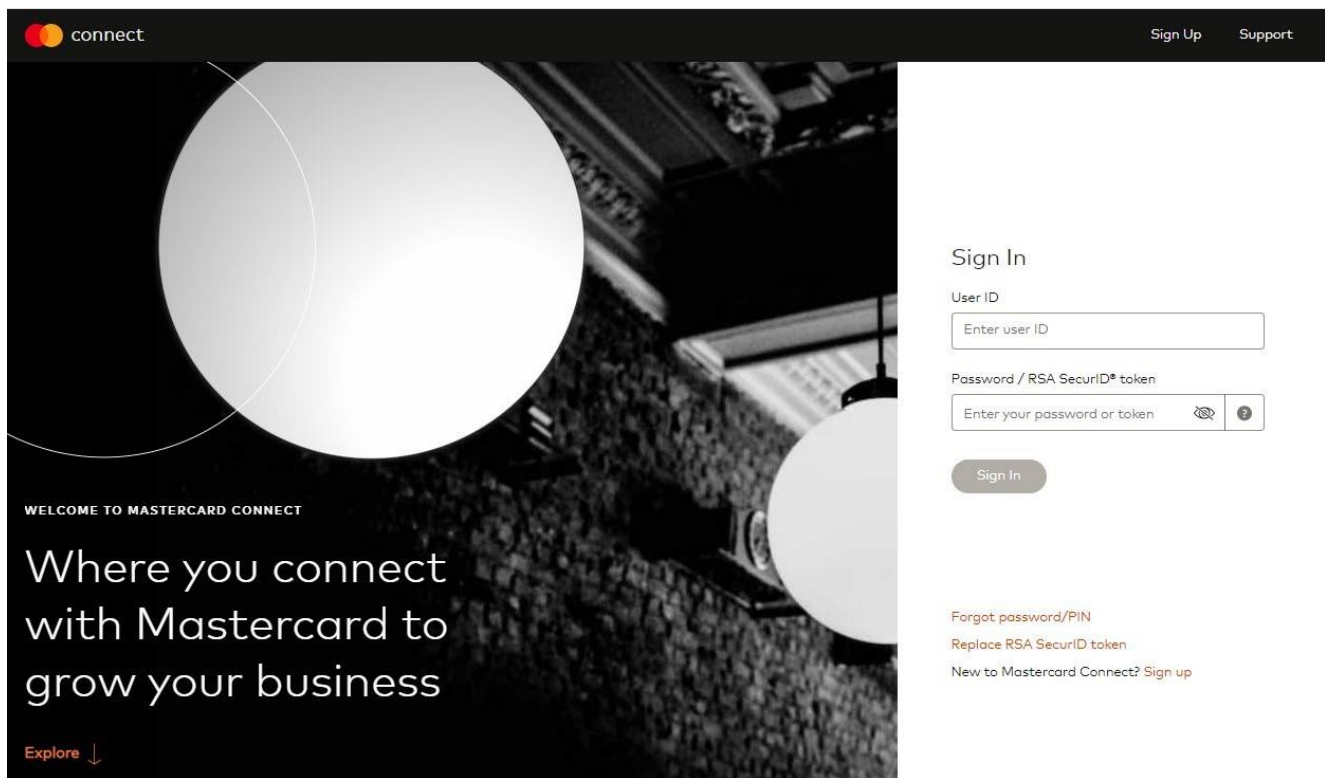 connect
Sign Up
Support
WELCOME TO MASTERCARD CONNECT
Where you connect
with Mastercard to
grow your business
Explore
Sign In
User ID
Enter user ID
Password / RSA SecurID® token
Enter your password or token
?
Sign In
Forgot password/PIN
Replace RSA SecurID token
New to Mastercard Connect? Sign up